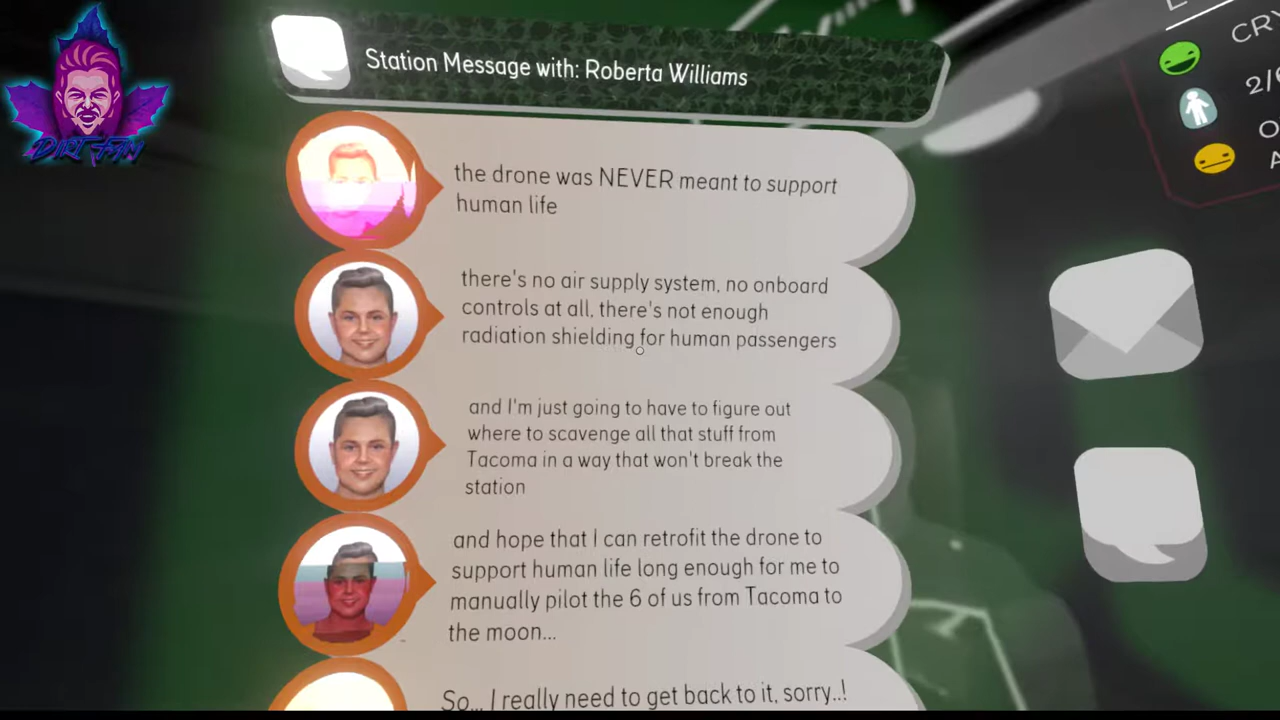 DIRT FARM
Station Message with: Roberta Williams
the drone was NEVER meant to support
human life
there's no air supply system, no onboard
controls at all, there's not enough
radiation shielding for human passengers
and I'm just going to have to figure out
where to scavenge all that stuff from
Tacoma in a way that won't break the
station
and hope that I can retrofit the drone to
support human life long enough for me to
manually pilot the 6 of us from Tacoma to
the moon...
So... I really need to get back to it, sorry..!